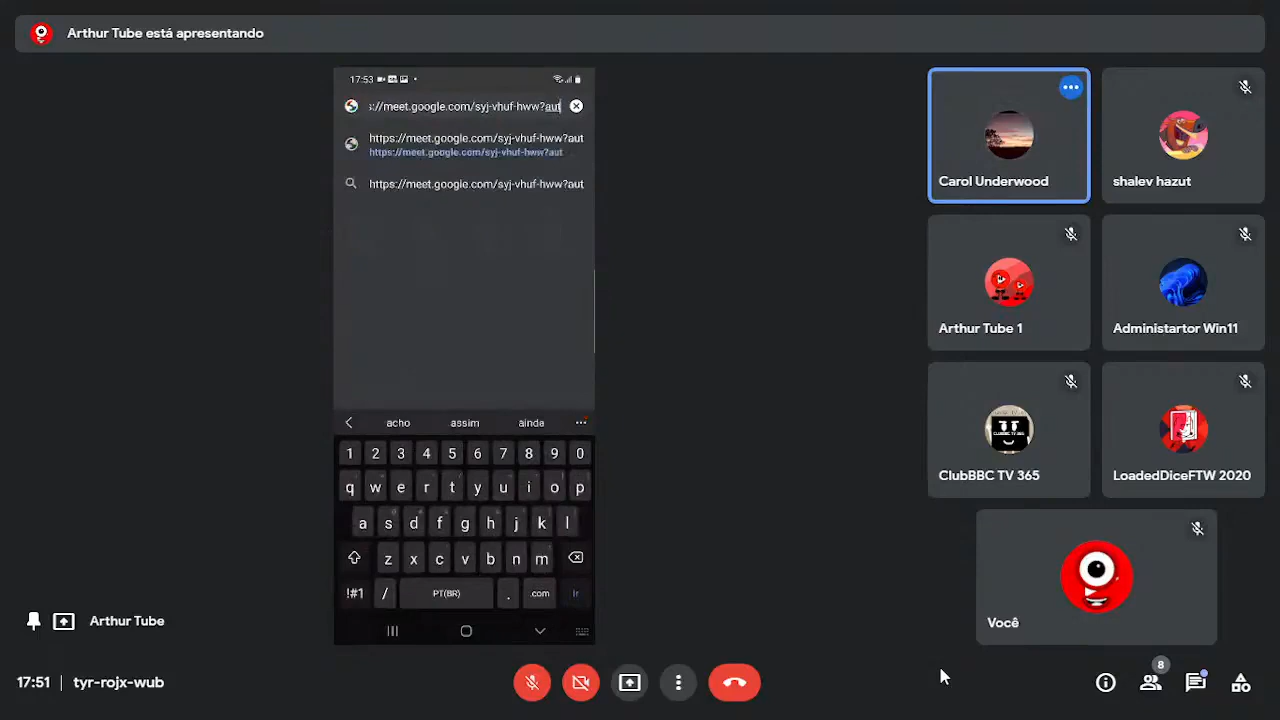 Arthur Tube está apresentando
17:53
://meet.google.com/syj-vhuf-hww?aut
https://meet.google.com/syj-vhuf-hww?aut
https://meet.google.com/syj-vhuf-hww?aut
https://meet.google.com/syj-vhuf-hww?aut
acho assim ainda
1 2 3 4 5 6 7 8 9 0
q w e r t y u i o p
a s d f g h j k l
z x c v b n m
!#1 / PT(BR) . .com Ir
Carol Underwood
shalev hazut
Arthur Tube 1
Administartor Win11
ClubBBC TV 365
LoadedDiceFTW 2020
Você
Arthur Tube
17:51 | tyr-rojx-wub
8